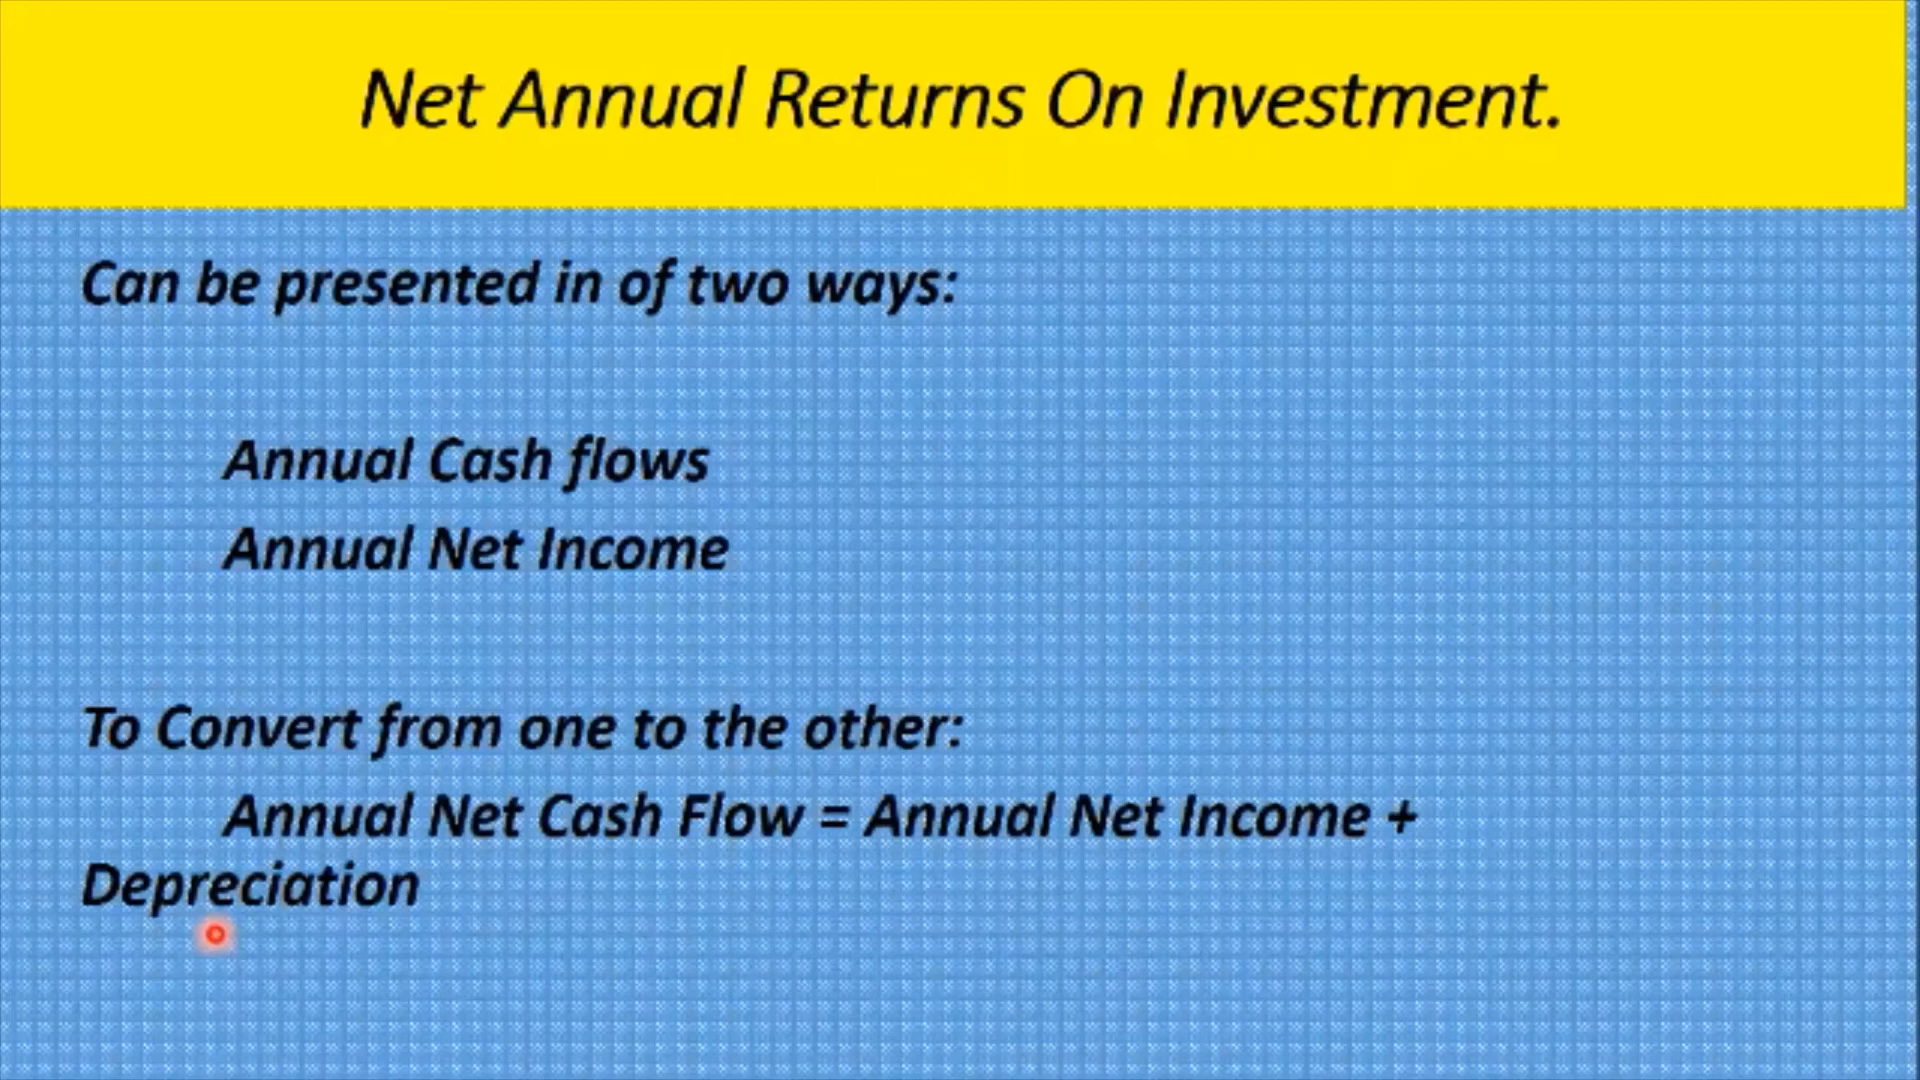 Net Annual Returns On Investment.
Can be presented in of two ways:
Annual Cash flows
Annual Net Income
To Convert from one to the other:
Annual Net Cash Flow = Annual Net Income +
Depreciation